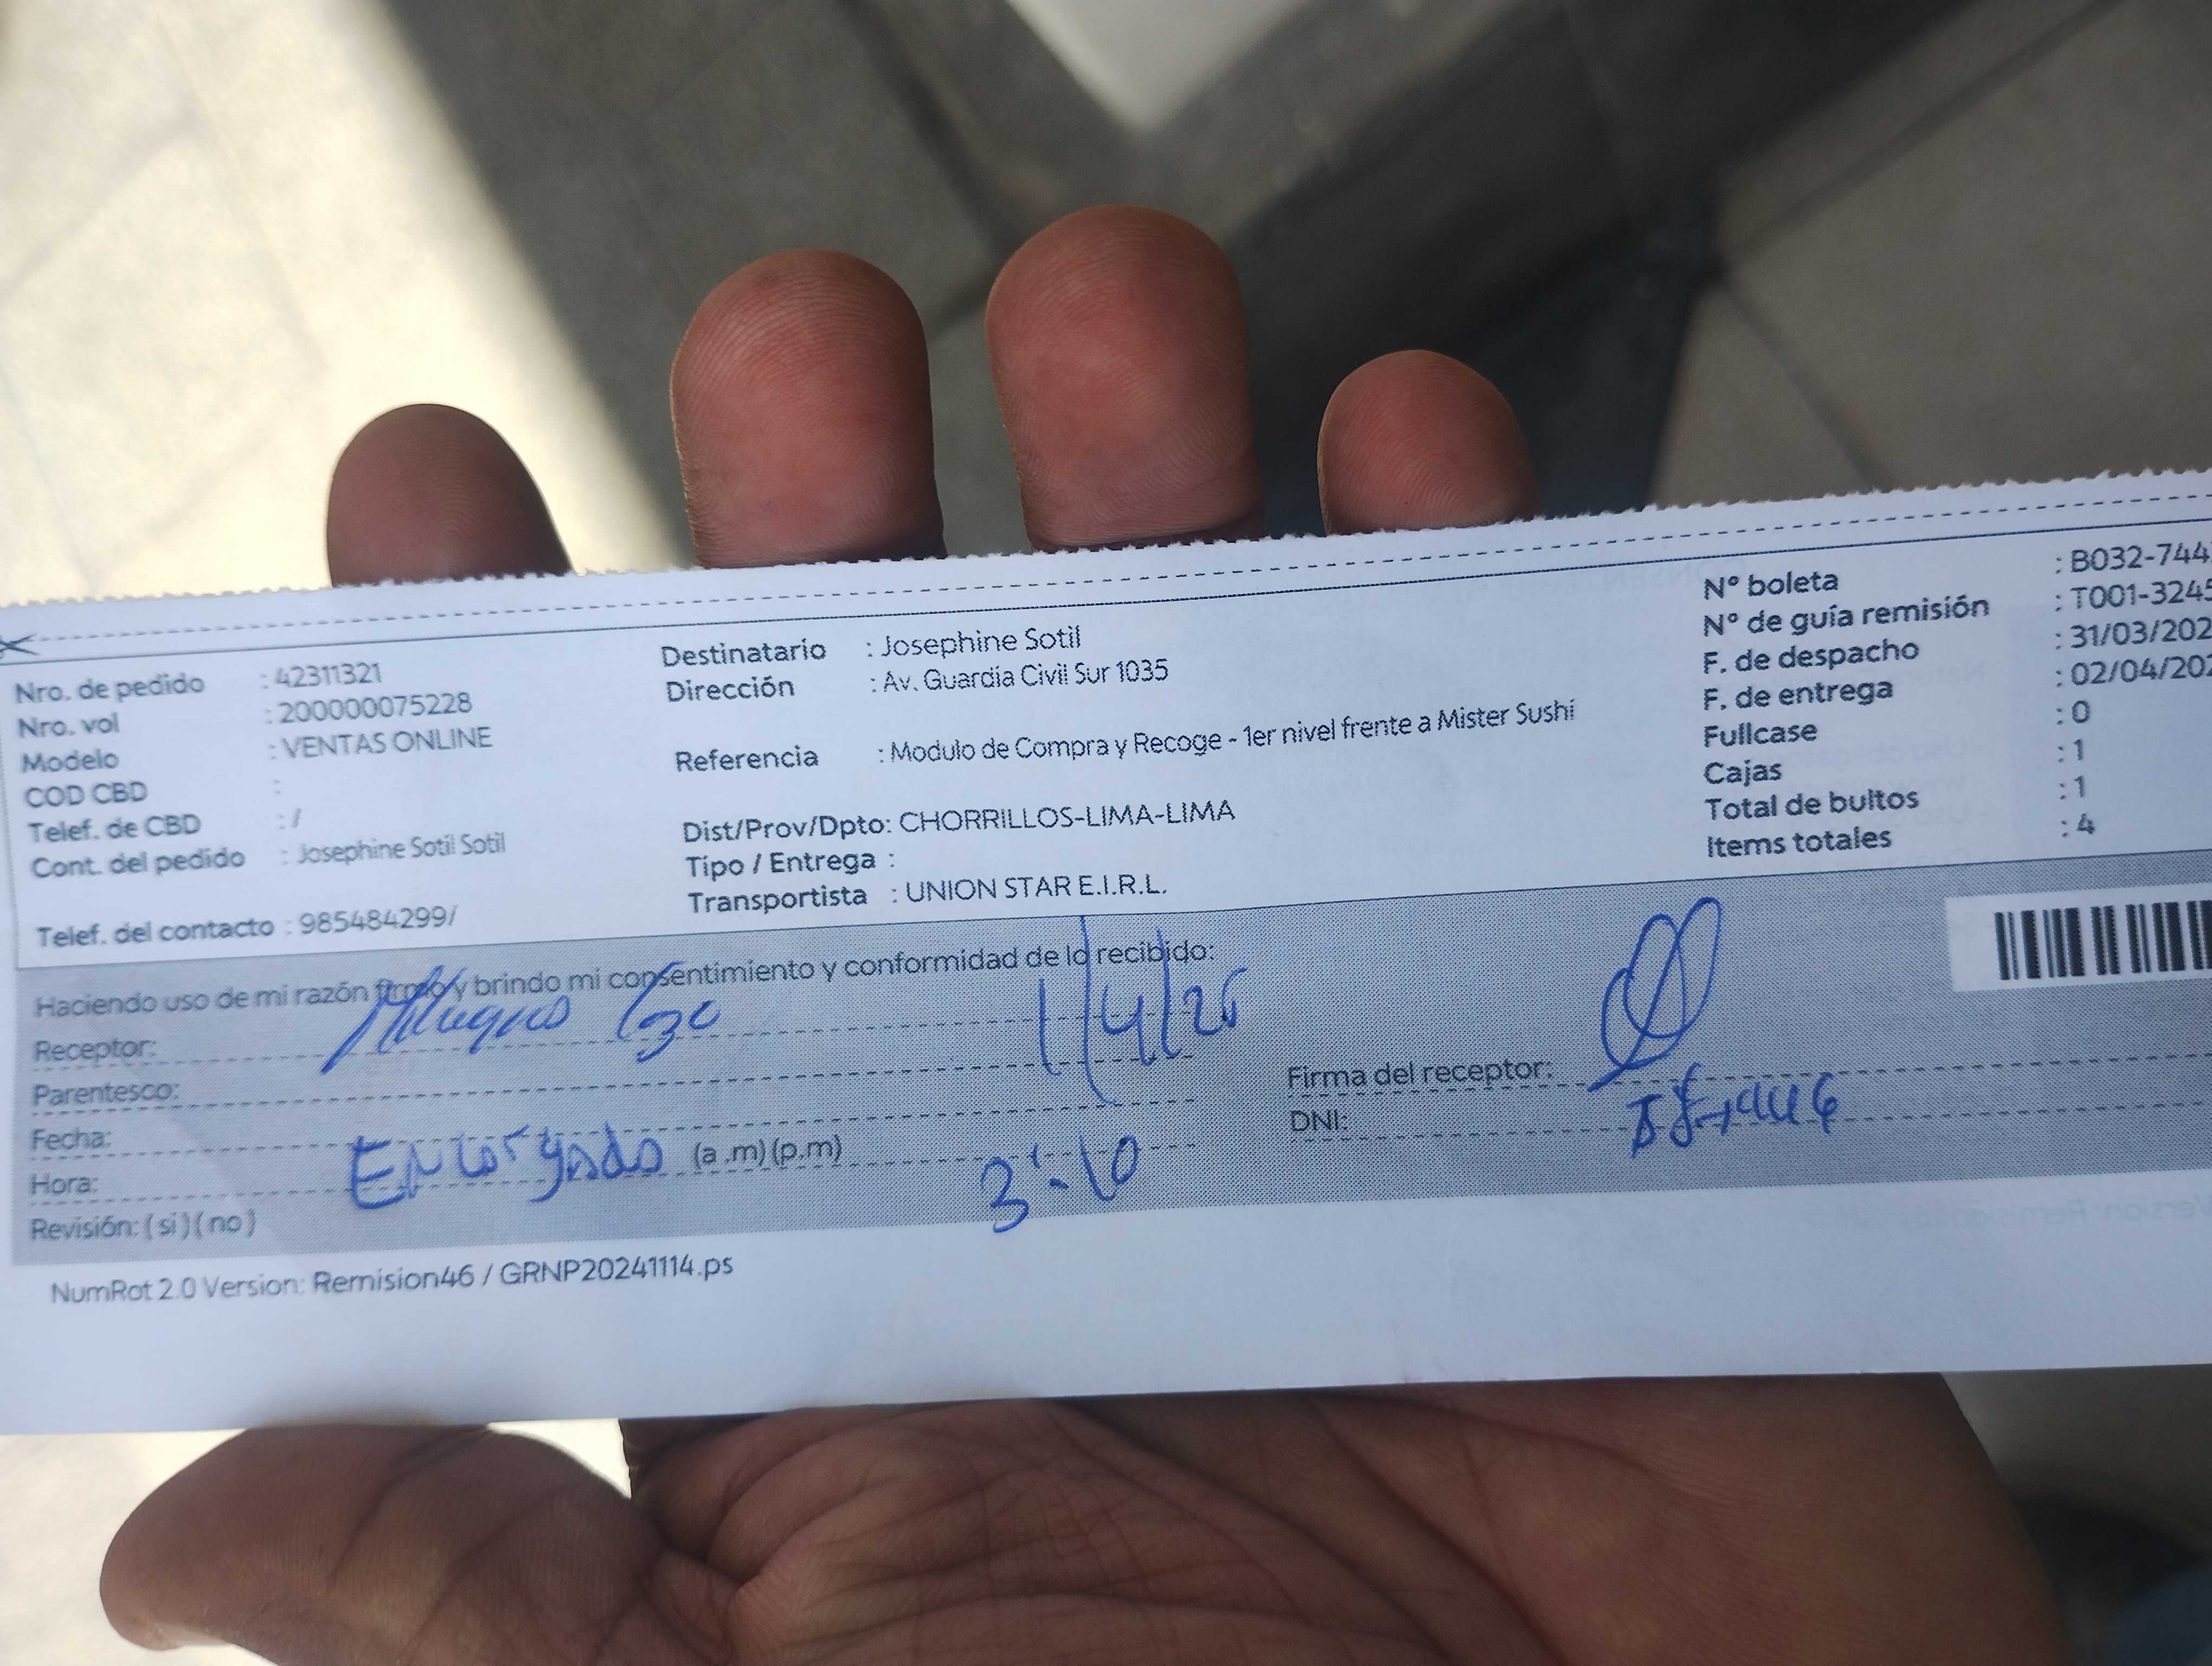 Nro. de pedido : 42311321
Nro. vol : 200000075228
Modelo : VENTAS ONLINE
COD CBD :
Telef. de CBD : /
Cont. del pedido : Josephine Sotil Sotil
Telef. del contacto : 985484299/
Destinatario : Josephine Sotil
Dirección : Av. Guardia Civil Sur 1035
Referencia : Modulo de Compra y Recoge - 1er nivel frente a Mister Sushi
Dist/Prov/Dpto: CHORRILLOS-LIMA-LIMA
Tipo / Entrega :
Transportista : UNION STAR E.I.R.L.
Nº boleta : B032-744
Nº de guía remisión : T001-3245
F. de despacho : 31/03/202
F. de entrega : 02/04/202
Fullcase : 0
Cajas : 1
Total de bultos : 1
Items totales : 4
Haciendo uso de mi razón firmo y brindo mi consentimiento y conformidad de lo recibido:
Receptor:
Parentesco:
Fecha:
Hora: Encargado (a .m) (p.m) 3:10
Revisión: ( si ) ( no )
Firma del receptor:
DNI:
NumRot 2.0 Version: Remision46 / GRNP20241114.ps